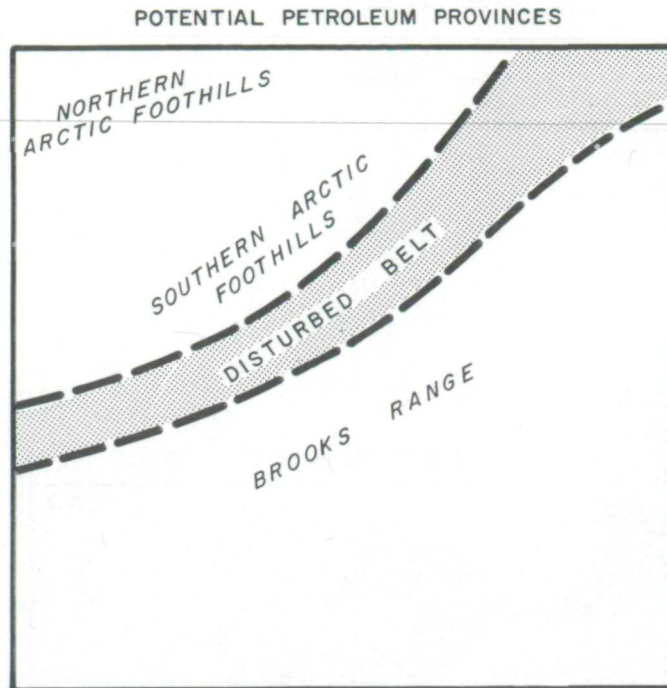 POTENTIAL PETROLEUM PROVINCES
NORTHERN
ARCTIC FOOTHILLS
SOUTHERN ARCTIC
FOOTHILLS
DISTURBED BELT
BROOKS RANGE